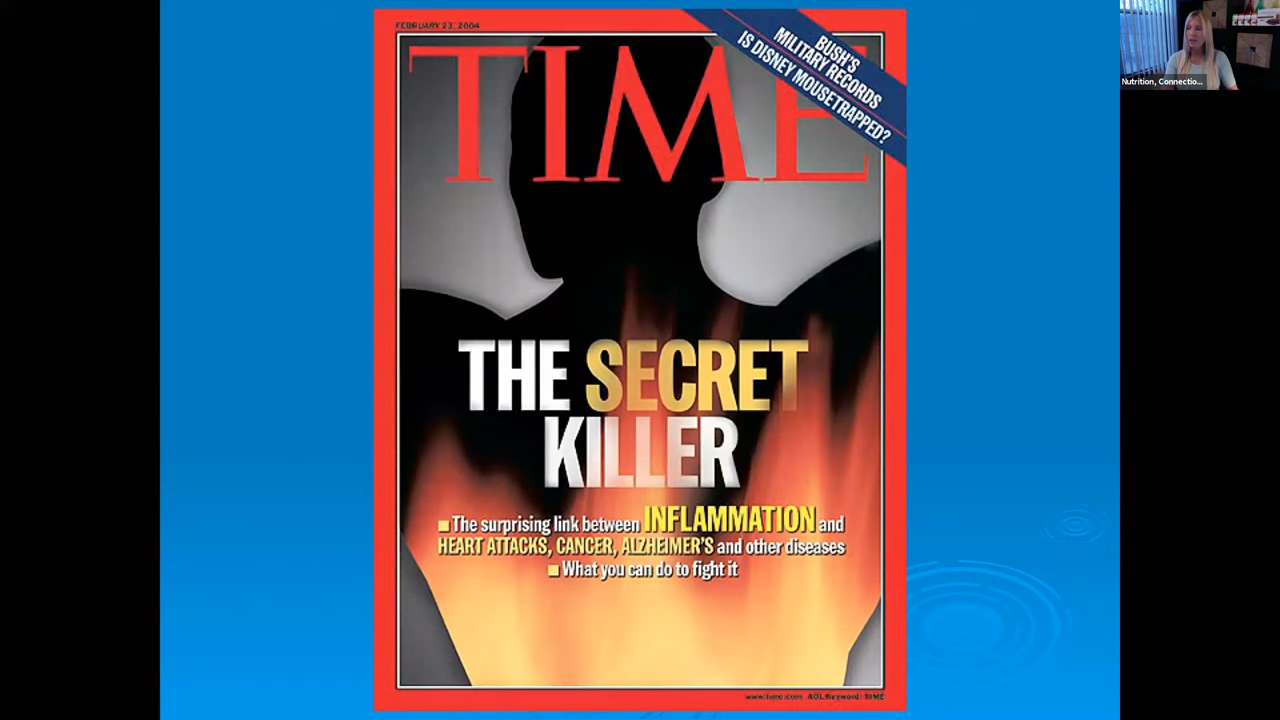 FEBRUARY 23, 2004
TIME
BUSH'S
MILITARY RECORDS
IS DISNEY MOUSETRAPPED?
THE SECRET
KILLER
The surprising link between INFLAMMATION and
HEART ATTACKS, CANCER, ALZHEIMER'S and other diseases
What you can do to fight it
www.time.com AOL Keyword: TIME
Nutrition, Connectio...